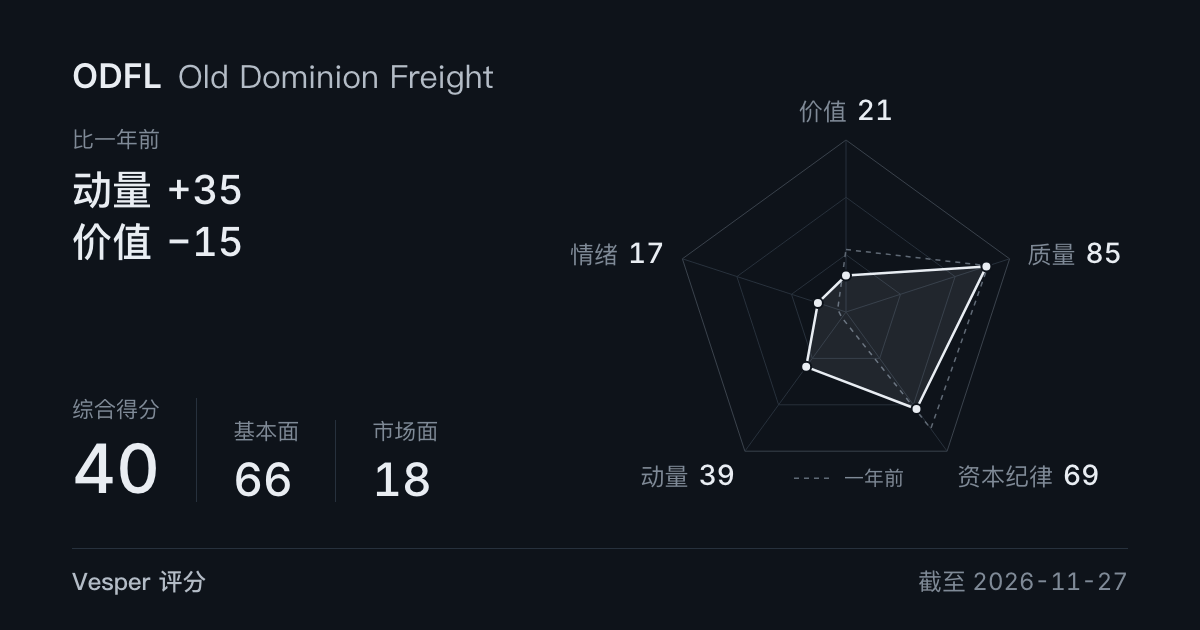 ODFL Old Dominion Freight
比一年前
动量 +35
价值 −15
综合得分
40
基本面
66
市场面
18
价值 21
情绪 17
质量 85
动量 39
一年前
资本纪律 69
Vesper 评分
截至 2026-11-27